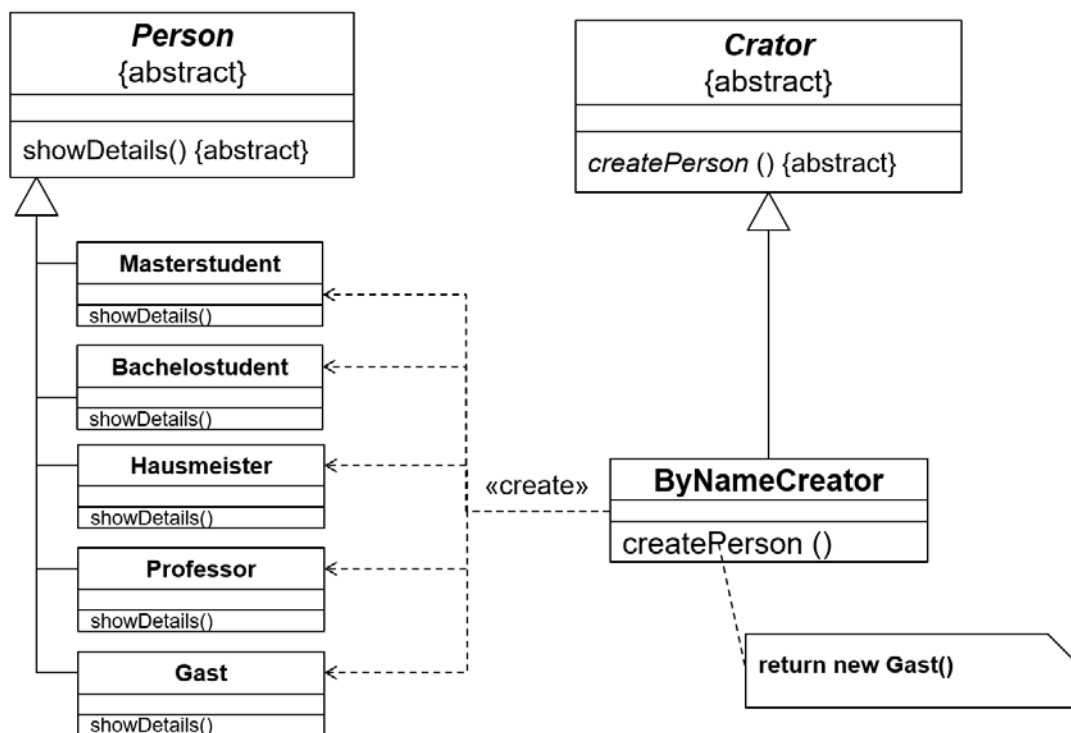 Person
{abstract}
showDetails() {abstract}
Crator
{abstract}
createPerson () {abstract}
Masterstudent
showDetails()
Bachelostudent
showDetails()
Hausmeister
showDetails()
Professor
showDetails()
Gast
showDetails()
«create»
ByNameCreator
createPerson ()
return new Gast()